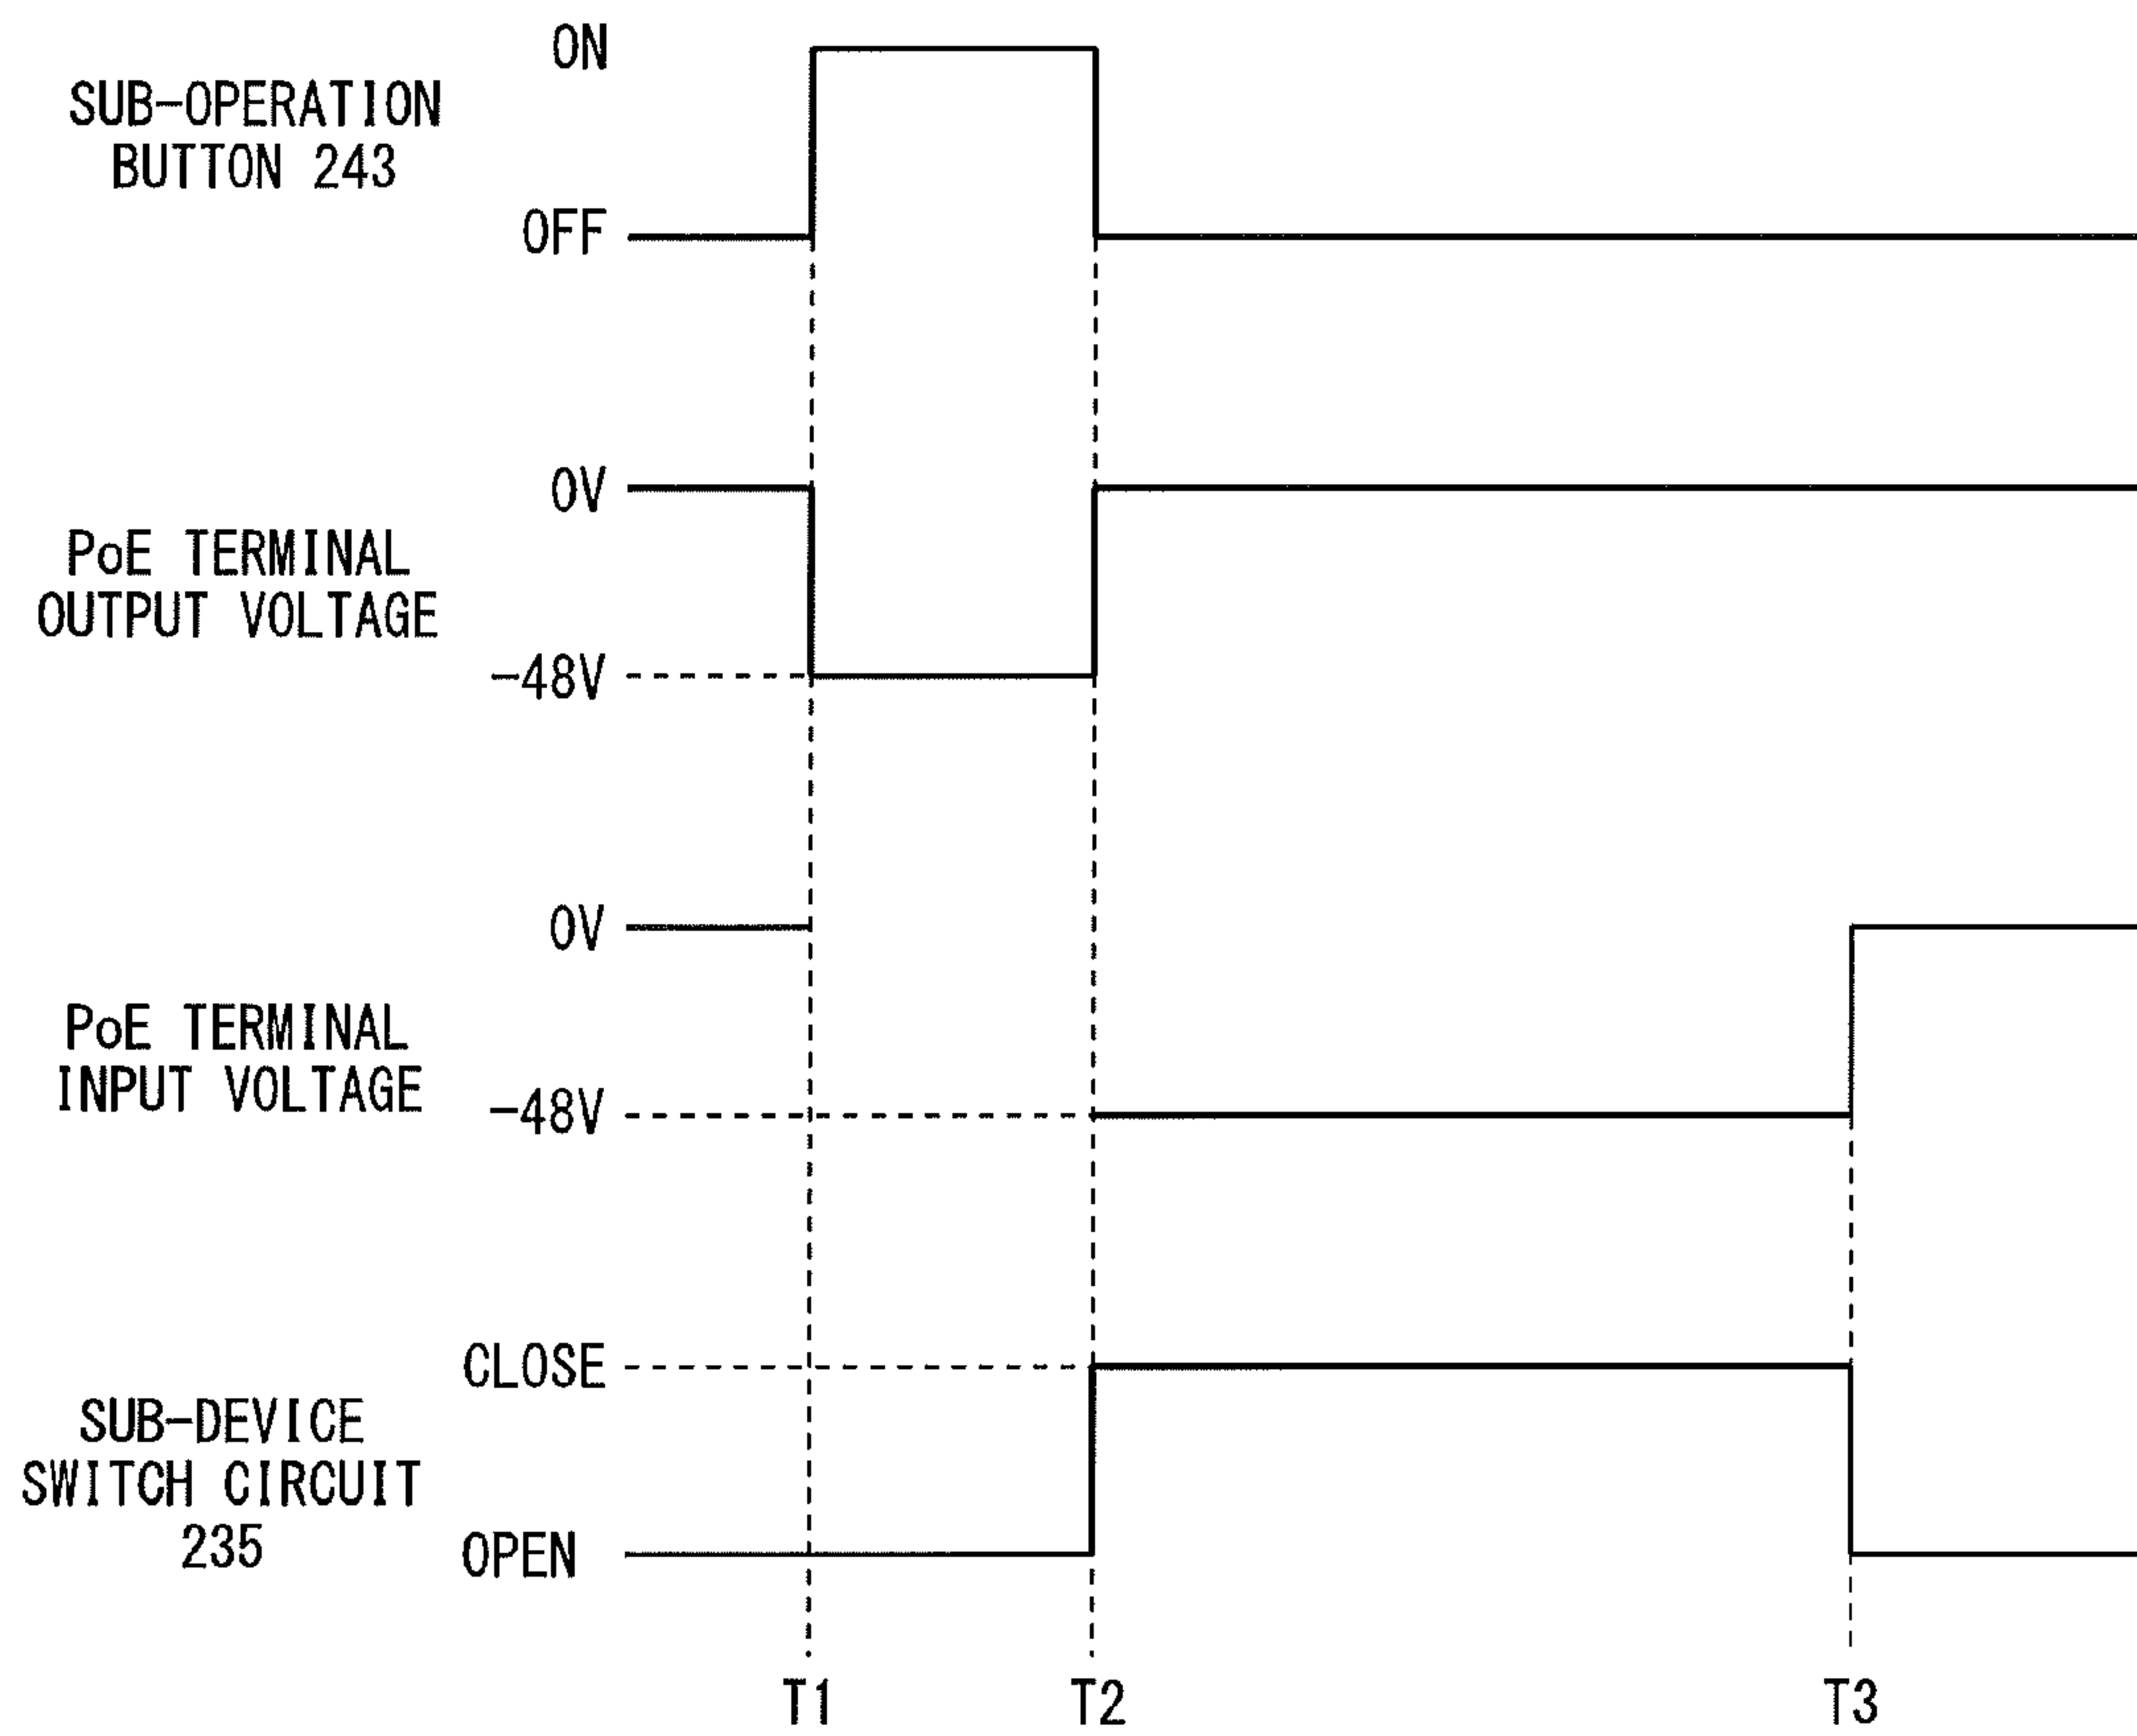 ON
SUB-OPERATION
BUTTON 243
OFF
0V
PoE TERMINAL
OUTPUT VOLTAGE
-48V
0V
PoE TERMINAL
INPUT VOLTAGE
-48V
CLOSE
SUB-DEVICE
SWITCH CIRCUIT
235
OPEN
T1 T2 T3